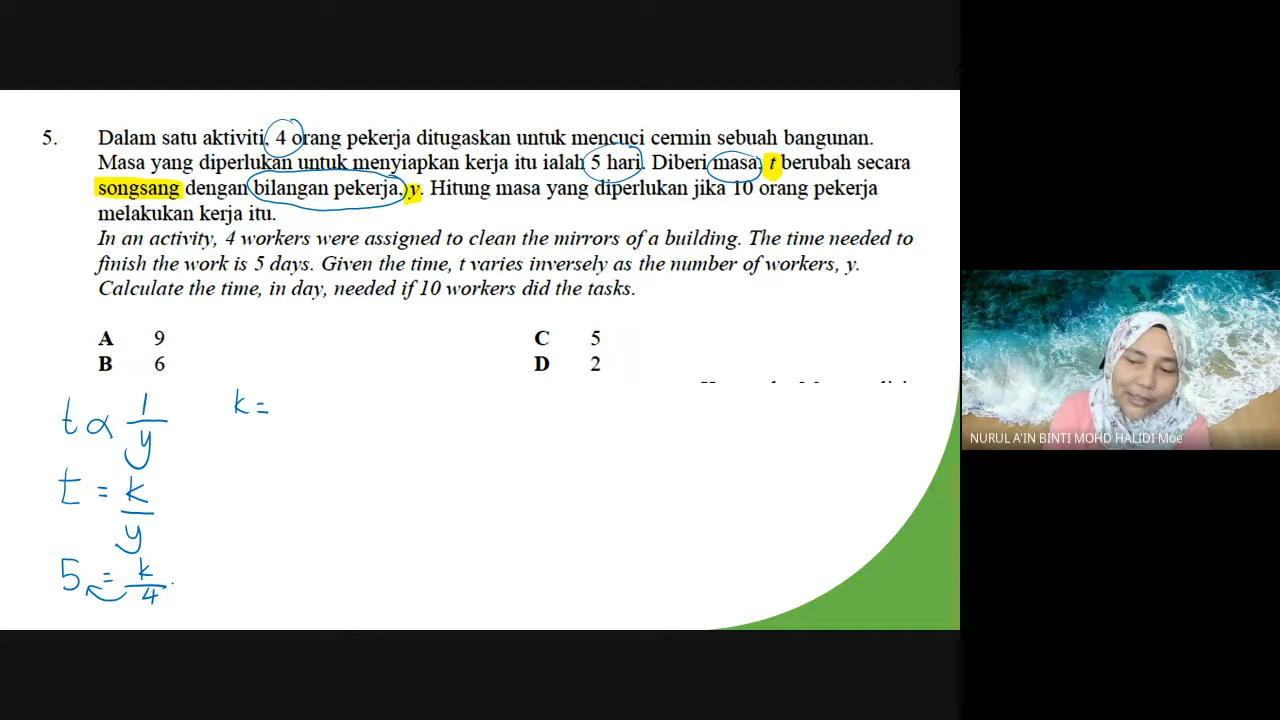 5. Dalam satu aktiviti, 4 orang pekerja ditugaskan untuk mencuci cermin sebuah bangunan.
Masa yang diperlukan untuk menyiapkan kerja itu ialah 5 hari. Diberi masa, t berubah secara
songsang dengan bilangan pekerja, y. Hitung masa yang diperlukan jika 10 orang pekerja
melakukan kerja itu.
In an activity, 4 workers were assigned to clean the mirrors of a building. The time needed to
finish the work is 5 days. Given the time, t varies inversely as the number of workers, y.
Calculate the time, in day, needed if 10 workers did the tasks.
A 9
C 5
B 6
D 2
t ∝ 1/y
k =
t = k/y
5 = k/4
NURUL A'IN BINTI MOHD HALIDI Moe